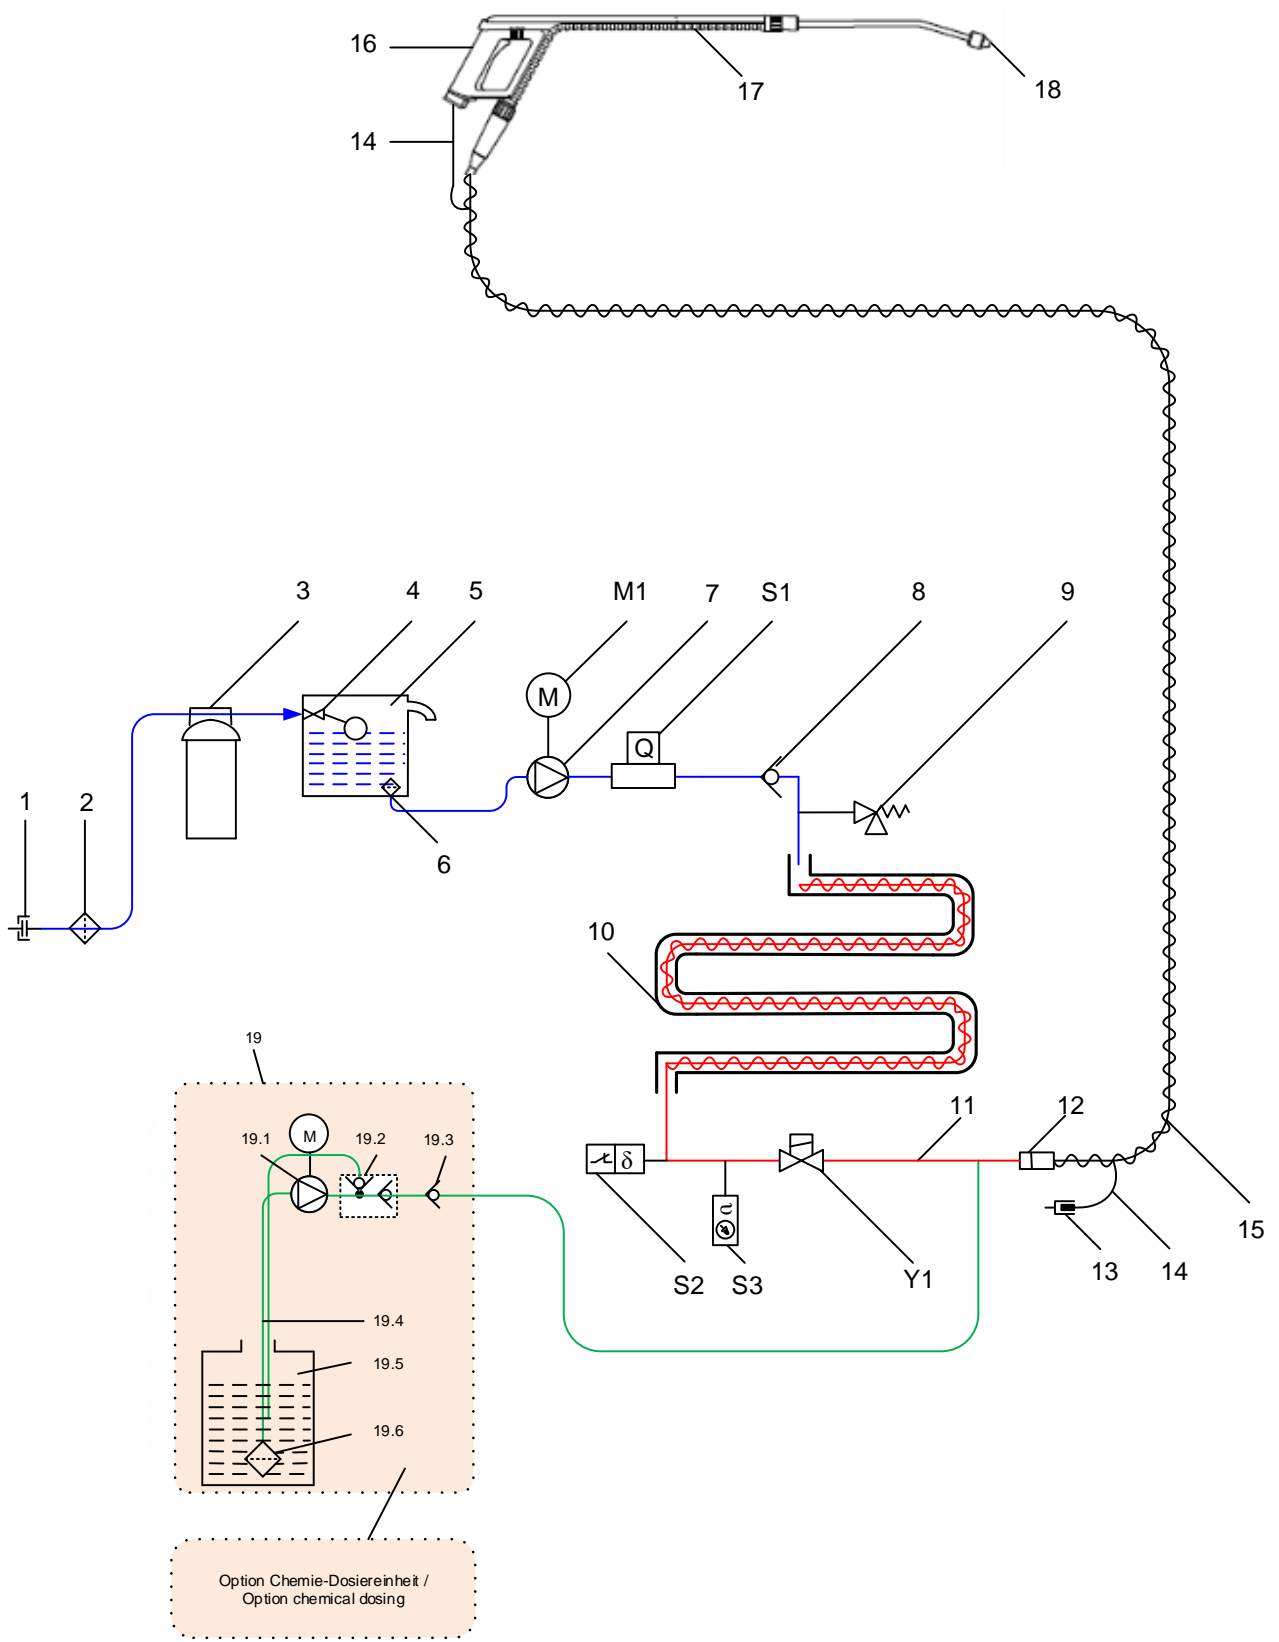 16
17
18
14
3
4
5
M1
7
S1
8
9
M
Q
1
2
6
10
19
11
12
M
19.1
19.2
19.3
δ
a
15
S2
S3
Y1
13
14
19.4
19.5
19.6
Option Chemie-Dosiereinheit /
Option chemical dosing